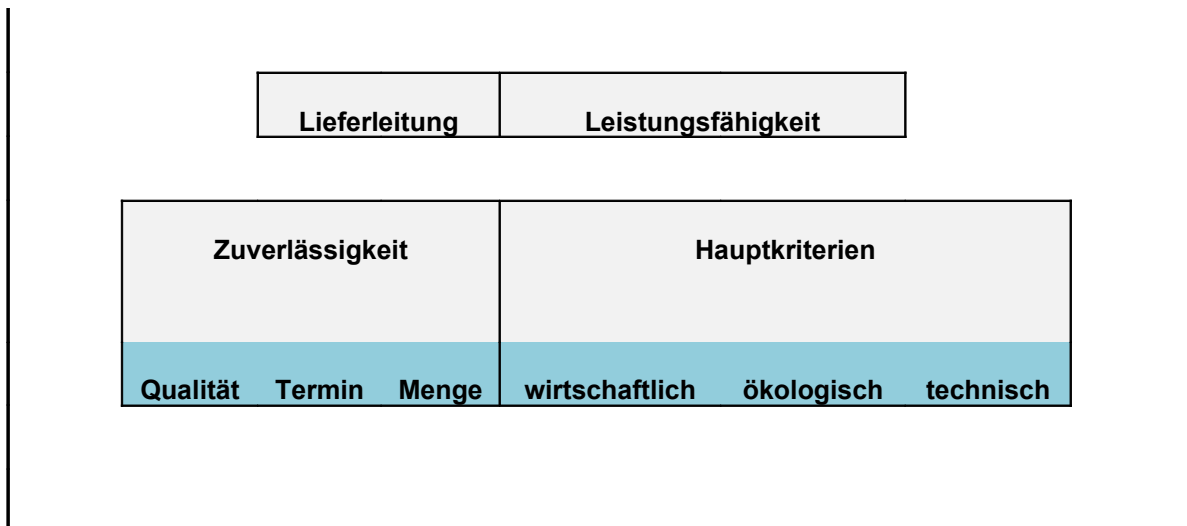 Lieferleitung Leistungsfähigkeit
Zuverlässigkeit Hauptkriterien
Qualität Termin Menge wirtschaftlich ökologisch technisch